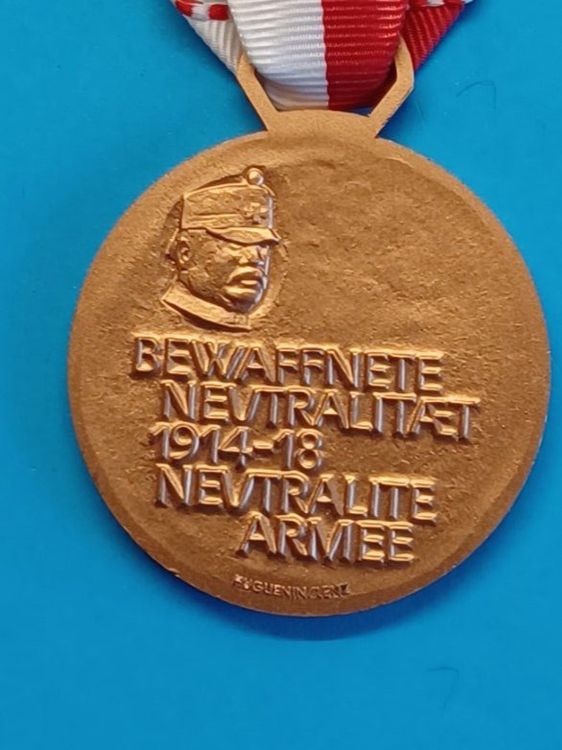 BEWAFFNETE
NEVTRALITÆT
1914-18
NEVTRALITE
ARMEE